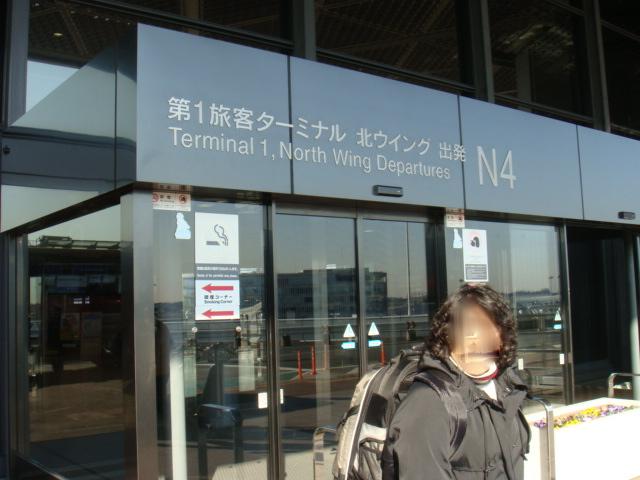 第1旅客ターミナル 北ウイング 出発
Terminal 1, North Wing Departures
N4
喫煙コーナー
Smoking Corner